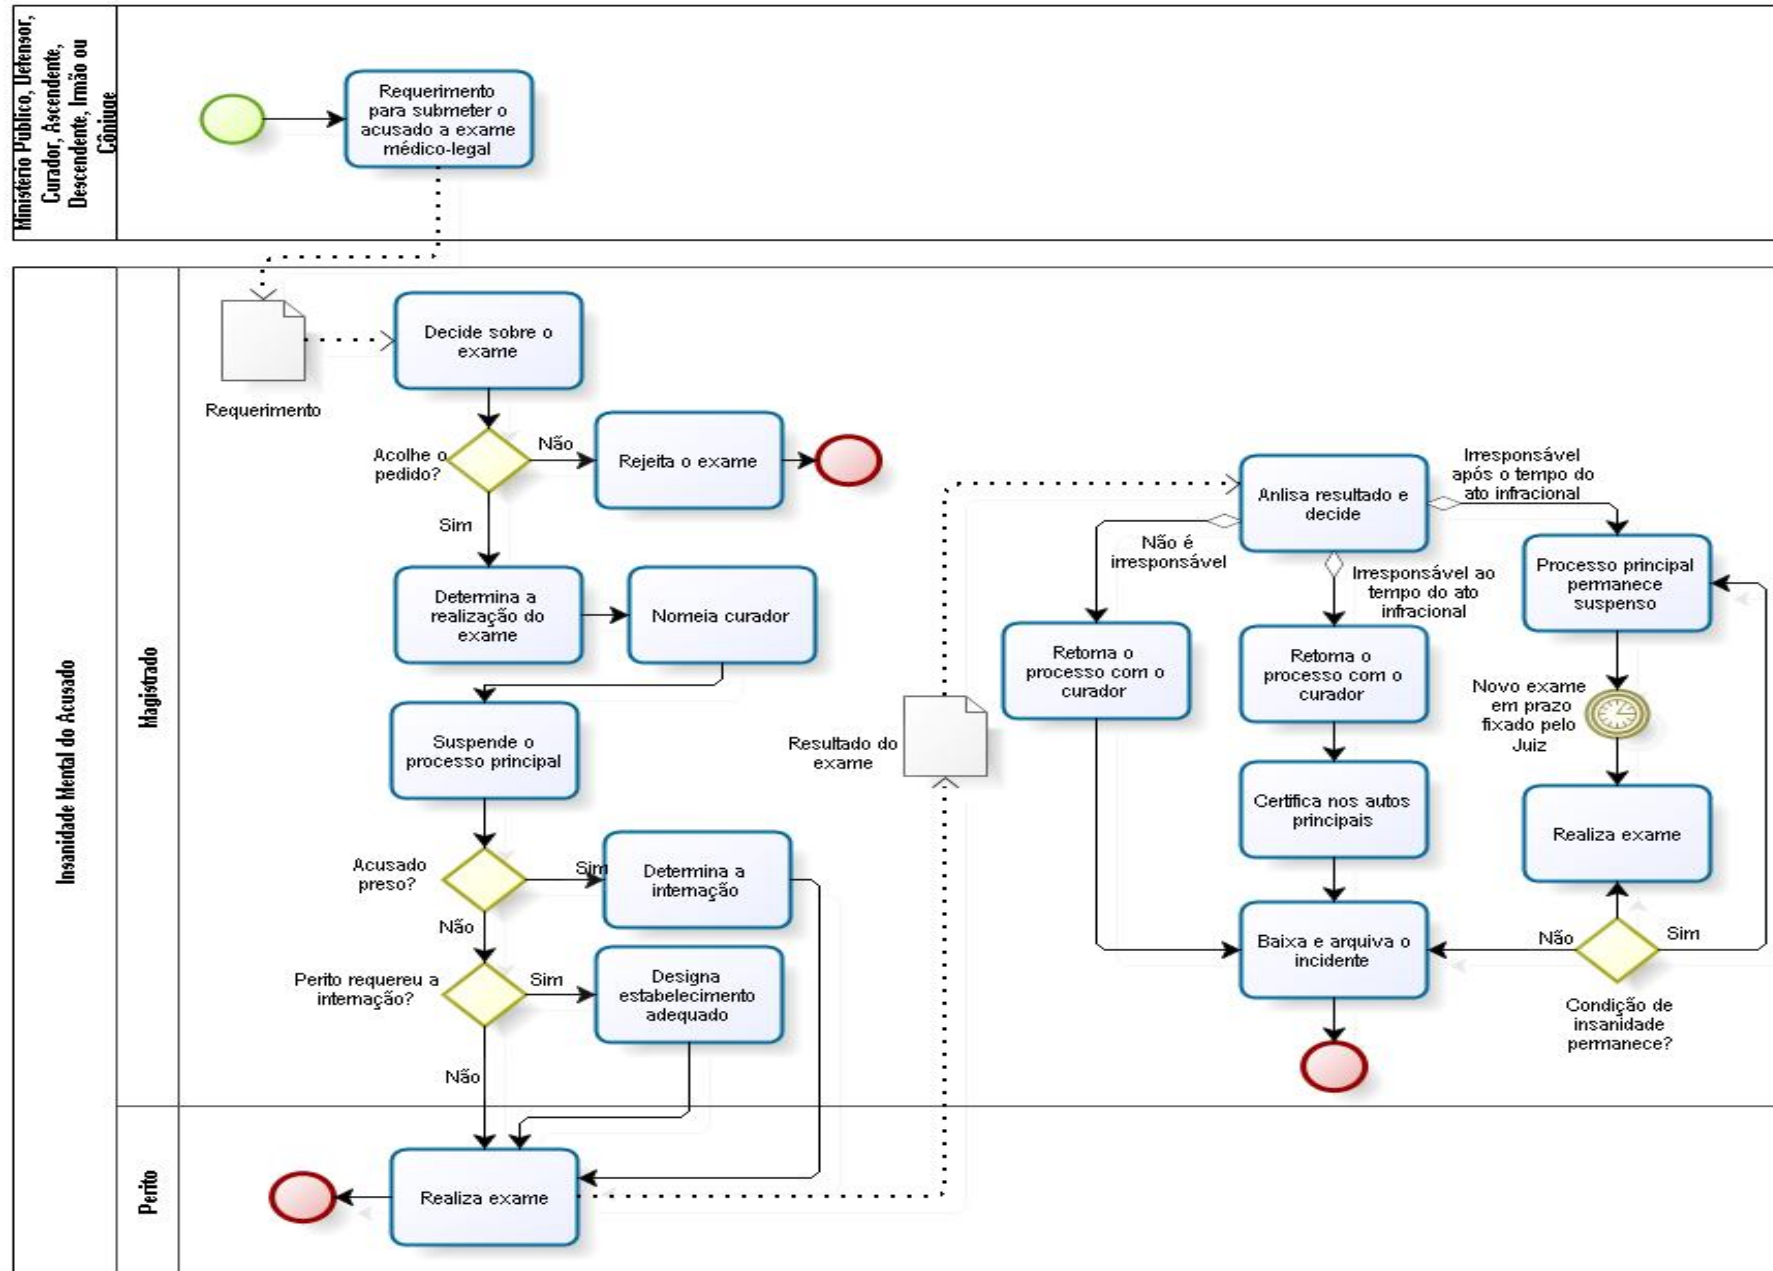 Ministério Público, Defensor,
Curador, Ascendente,
Descendente, Irmão ou
Cônjuge
Requerimento
para submeter o
acusado a exame
médico-legal
Insanidade Mental do Acusado
Magistrado
Requerimento
Decide sobre o
exame
Acolhe o
pedido?
Não
Rejeita o exame
Sim
Determina a
realização do
exame
Nomeia curador
Suspende o
processo principal
Acusado
preso?
Sim
Determina a
internação
Não
Perito requereu a
internação?
Sim
Designa
estabelecimento
adequado
Não
Resultado do
exame
Anlisa resultado e
decide
Não é
irresponsável
Irresponsável ao
tempo do ato
infracional
Irresponsável
após o tempo do
ato infracional
Retoma o
processo com o
curador
Retoma o
processo com o
curador
Processo principal
permanece
suspenso
Certifica nos autos
principais
Novo exame
em prazo
fixado pelo
Juiz
Realiza exame
Baixa e arquiva o
incidente
Não
Sim
Condição de
insanidade
permanece?
Perito
Realiza exame